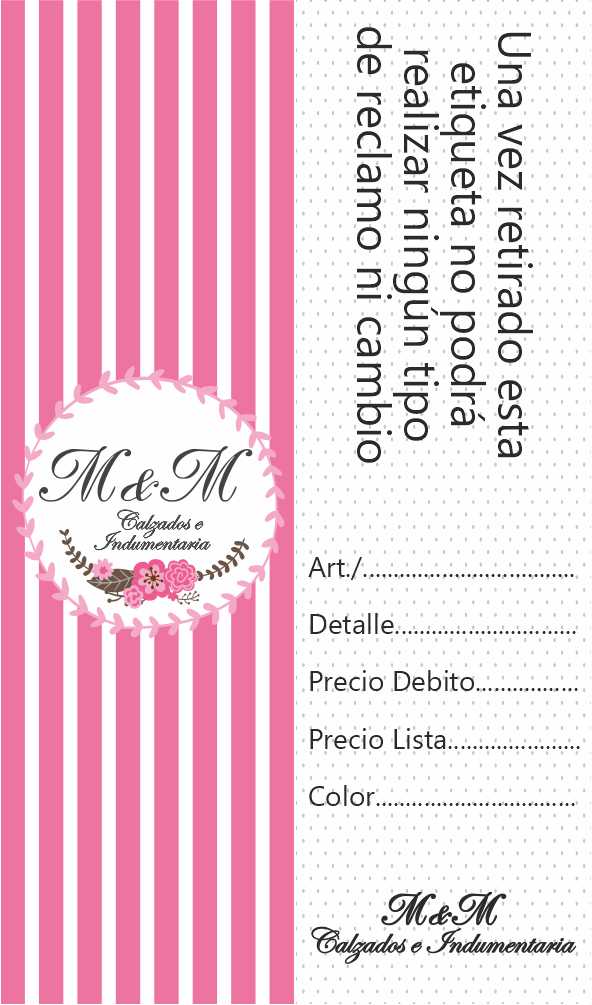 M & M
Calzados e
Indumentaria
Una vez retirado esta
etiqueta no podrá
realizar ningún tipo
de reclamo ni cambio
Art./...................................
Detalle..............................
Precio Debito.................
Precio Lista......................
Color.................................
M&M
Calzados e Indumentaria